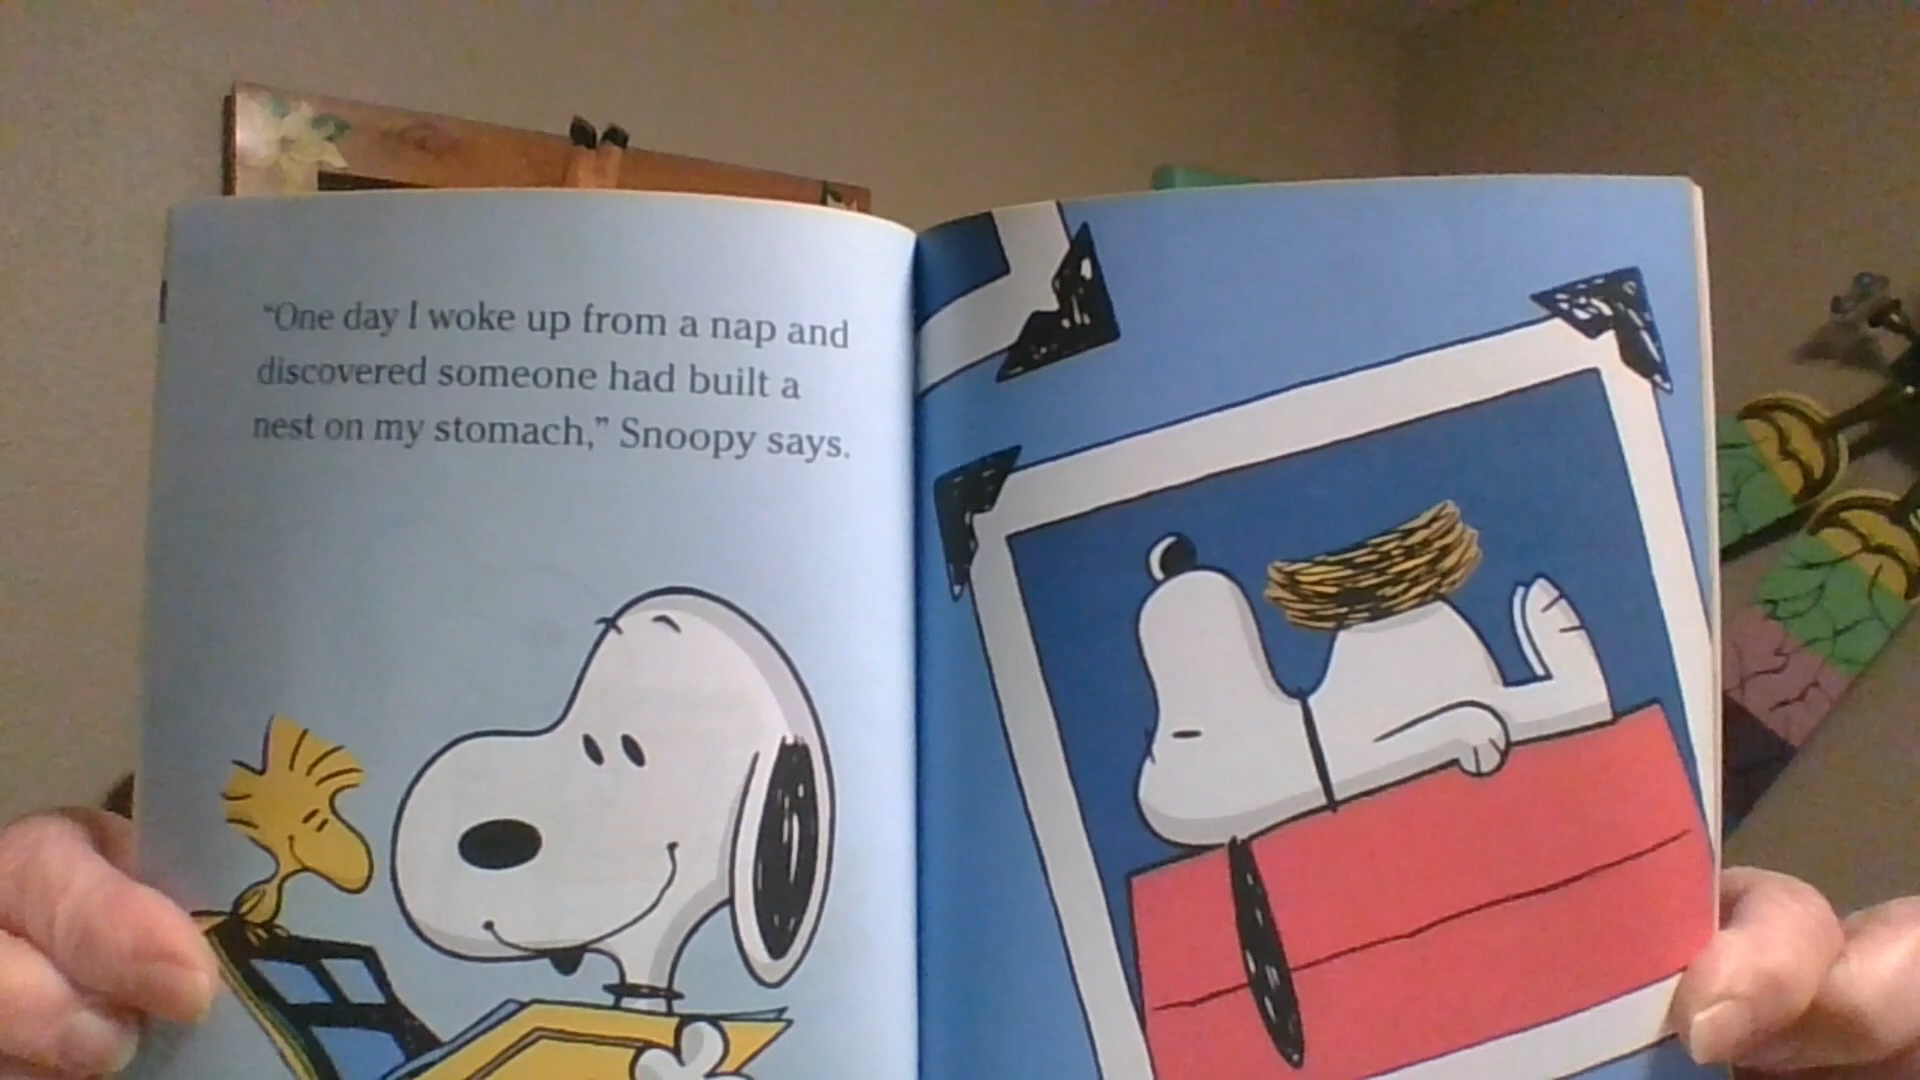 “One day I woke up from a nap and
discovered someone had built a
nest on my stomach,” Snoopy says.